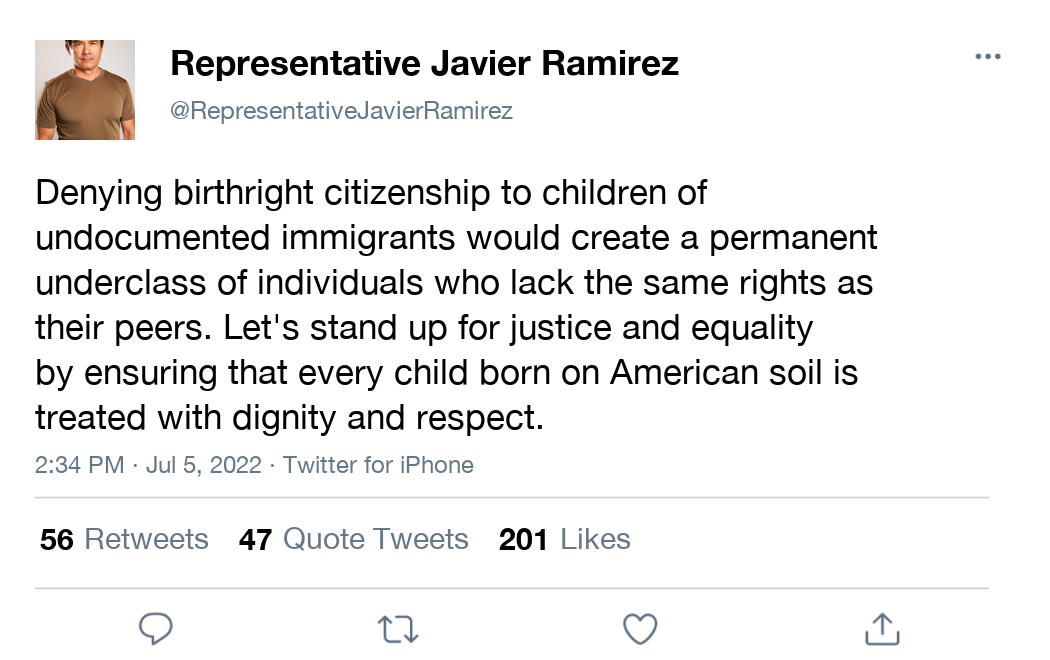 Representative Javier Ramirez
@RepresentativeJavierRamirez
Denying birthright citizenship to children of
undocumented immigrants would create a permanent
underclass of individuals who lack the same rights as
their peers. Let's stand up for justice and equality
by ensuring that every child born on American soil is
treated with dignity and respect.
2:34 PM · Jul 5, 2022 · Twitter for iPhone
56 Retweets 47 Quote Tweets 201 Likes